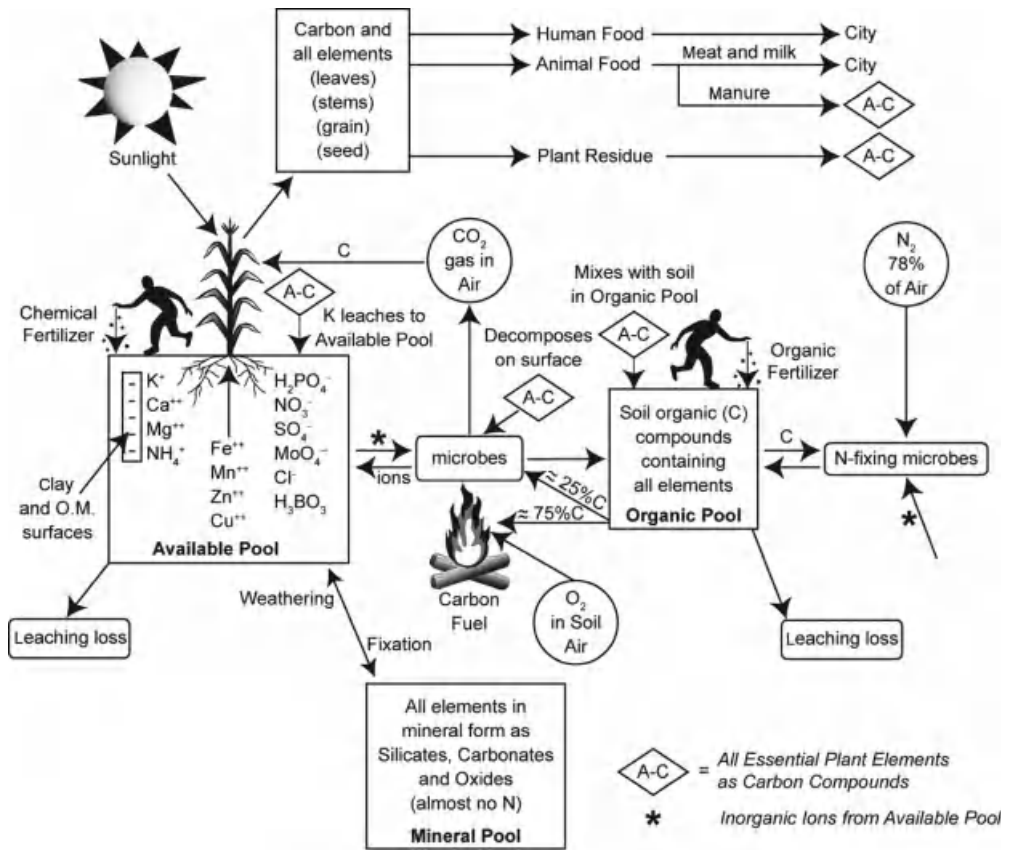 Sunlight
Carbon and
all elements
(leaves)
(stems)
(grain)
(seed)
Human Food
City
Animal Food
Meat and milk
City
Manure
A-C
Plant Residue
A-C
Chemical
Fertilizer
C
CO₂
gas in
Air
A-C
K leaches to
Available Pool
Decomposes
on surface
A-C
Mixes with soil
in Organic Pool
A-C
Organic
Fertilizer
N₂
78%
of Air
- K⁺
- Ca⁺⁺
- Mg⁺⁺
- NH₄⁺
Fe⁺⁺
Mn⁺⁺
Zn⁺⁺
Cu⁺⁺
H₂PO₄⁻
NO₃⁻
SO₄⁻
MoO₄⁻
Cl⁻
H₃BO₃
Available Pool
Clay
and O.M.
surfaces
*
ions
microbes
≈ 25%C
≈ 75%C
Soil organic (C)
compounds
containing
all elements
Organic Pool
C
N-fixing microbes
*
Carbon
Fuel
O₂
in Soil
Air
Leaching loss
Weathering
Fixation
Leaching loss
All elements in
mineral form as
Silicates, Carbonates
and Oxides
(almost no N)
Mineral Pool
A-C = All Essential Plant Elements
as Carbon Compounds
* Inorganic Ions from Available Pool